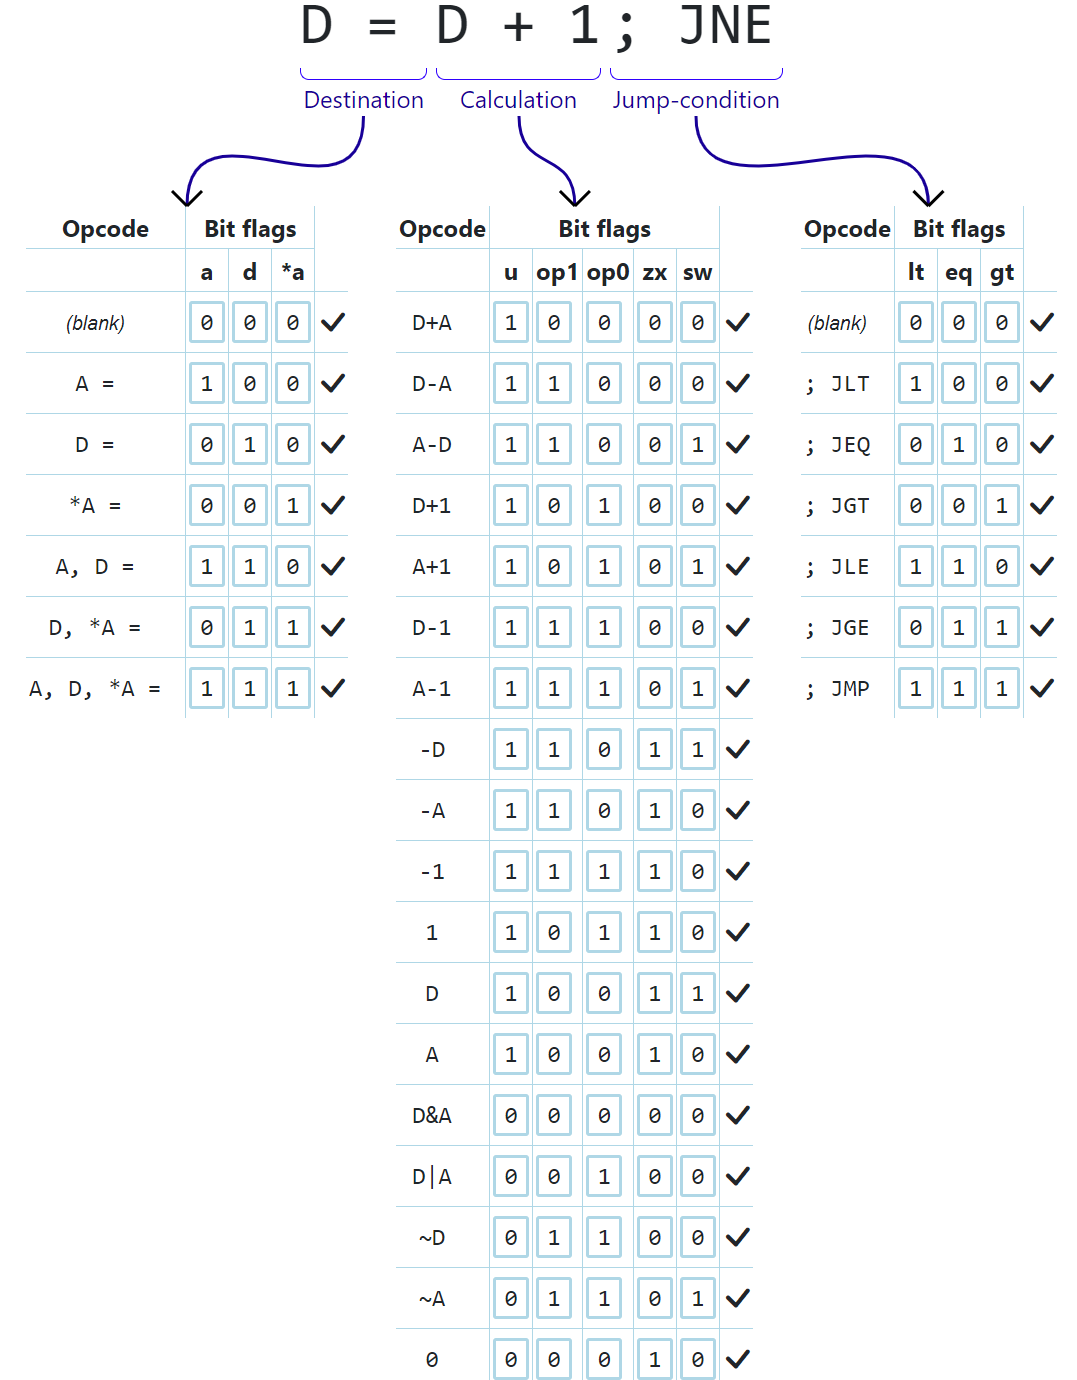 D = D + 1; JNE
Destination Calculation Jump-condition
Opcode Bit flags Opcode Bit flags Opcode Bit flags
a d *a u op1 op0 zx sw lt eq gt
(blank) 0 0 0 ✓ D+A 1 0 0 0 0 ✓ (blank) 0 0 0 ✓
A = 1 0 0 ✓ D-A 1 1 0 0 0 ✓ ; JLT 1 0 0 ✓
D = 0 1 0 ✓ A-D 1 1 0 0 1 ✓ ; JEQ 0 1 0 ✓
*A = 0 0 1 ✓ D+1 1 0 1 0 0 ✓ ; JGT 0 0 1 ✓
A, D = 1 1 0 ✓ A+1 1 0 1 0 1 ✓ ; JLE 1 1 0 ✓
D, *A = 0 1 1 ✓ D-1 1 1 1 0 0 ✓ ; JGE 0 1 1 ✓
A, D, *A = 1 1 1 ✓ A-1 1 1 1 0 1 ✓ ; JMP 1 1 1 ✓
-D 1 1 0 1 1 ✓
-A 1 1 0 1 0 ✓
-1 1 1 1 1 0 ✓
1 1 0 1 1 0 ✓
D 1 0 0 1 1 ✓
A 1 0 0 1 0 ✓
D&A 0 0 0 0 0 ✓
D|A 0 0 1 0 0 ✓
~D 0 1 1 0 0 ✓
~A 0 1 1 0 1 ✓
0 0 0 0 1 0 ✓